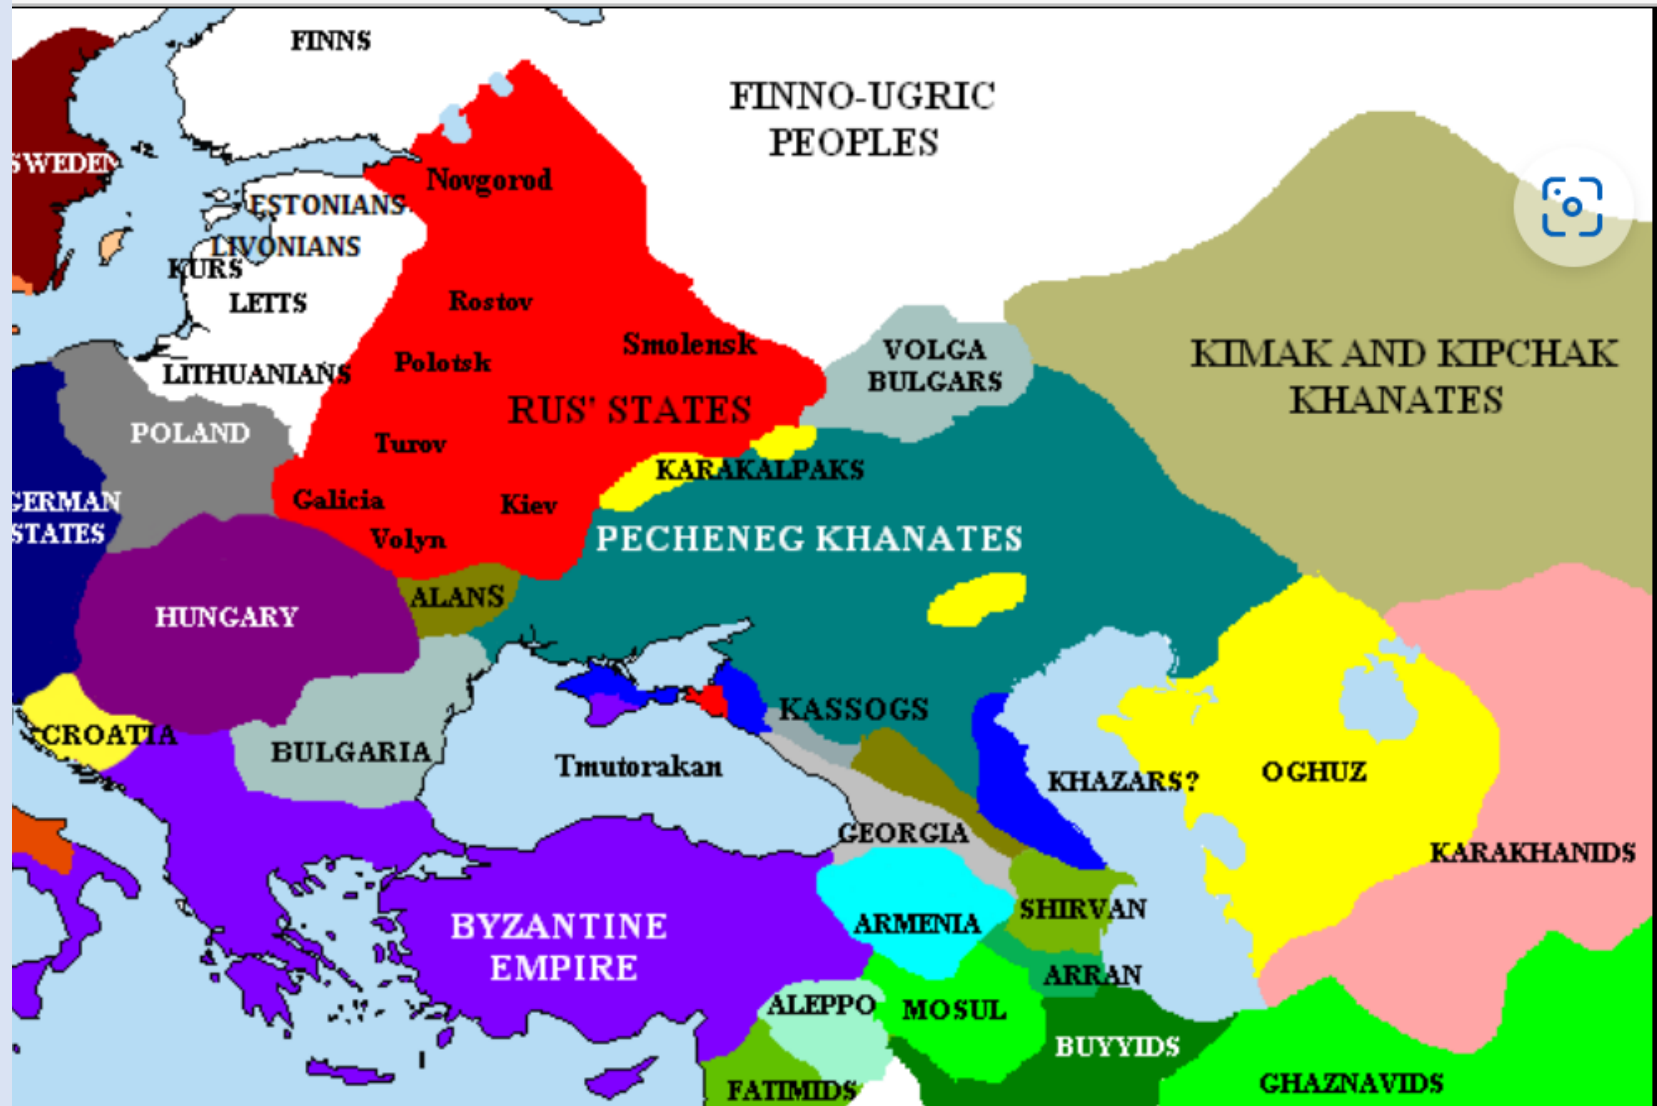 FINNS
FINNO-UGRIC
PEOPLES
SWEDEN
Novgorod
ESTONIANS
LIVONIANS
KURS
LETTS
Rostov
Smolensk
Polotsk
LITHUANIANS
RUS' STATES
VOLGA
BULGARS
KIMAK AND KIPCHAK
KHANATES
POLAND
Turov
KARAKALPAKS
GERMAN
STATES
Galicia
Kiev
Volyn
PECHENEG KHANATES
ALANS
HUNGARY
KASSOGS
CROATIA
BULGARIA
Tmutorakan
KHAZARS?
OGHUZ
GEORGIA
KARAKHANIDS
BYZANTINE
EMPIRE
ARMENIA
SHIRVAN
ARRAN
ALEPPO
MOSUL
BUYYIDS
FATIMIDS
GHAZNAVIDS